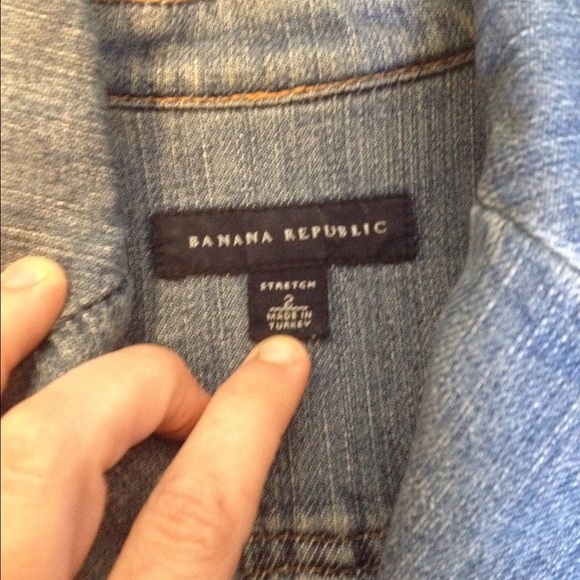 BANANA REPUBLIC
STRETCH
2
MADE IN
TURKEY